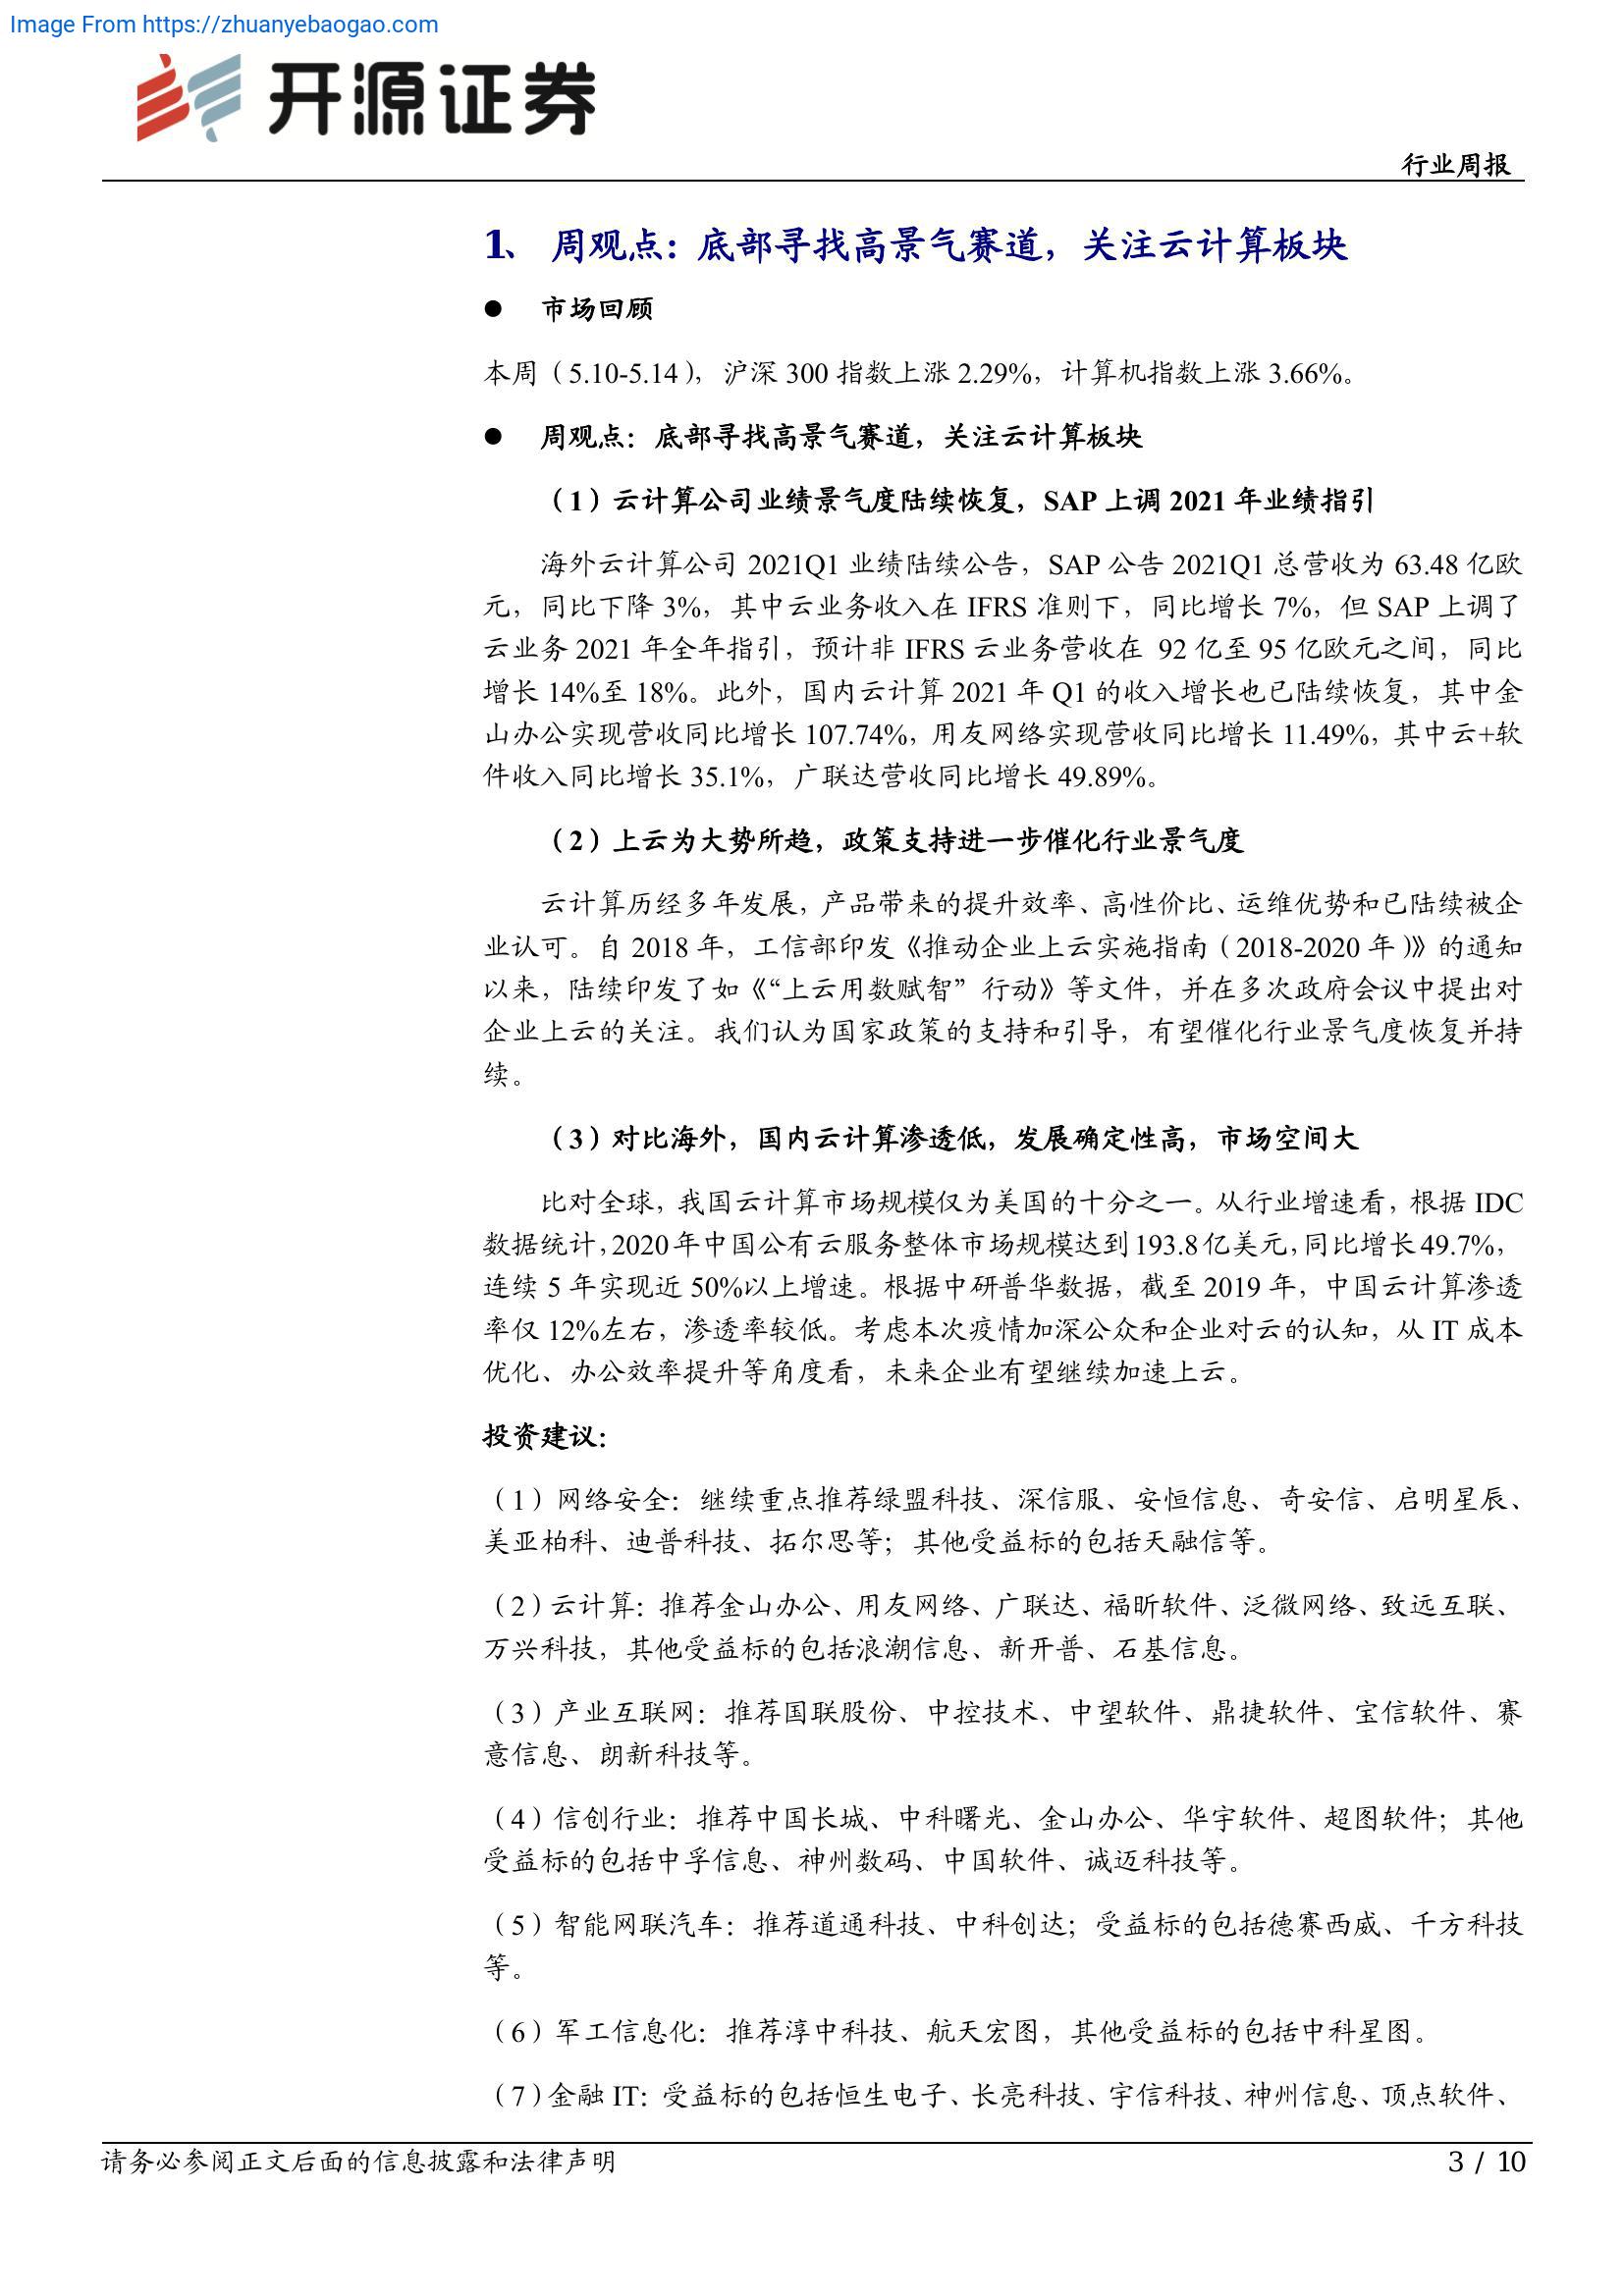 Image From https://zhuanyebaogao.com
开源证券
行业周报
1、 周观点：底部寻找高景气赛道，关注云计算板块
● 市场回顾
本周（5.10-5.14），沪深 300 指数上涨 2.29%，计算机指数上涨 3.66%。
● 周观点：底部寻找高景气赛道，关注云计算板块
（1）云计算公司业绩景气度陆续恢复，SAP 上调 2021 年业绩指引
海外云计算公司 2021Q1 业绩陆续公告，SAP 公告 2021Q1 总营收为 63.48 亿欧
元，同比下降 3%，其中云业务收入在 IFRS 准则下，同比增长 7%，但 SAP 上调了
云业务 2021 年全年指引，预计非 IFRS 云业务营收在 92 亿至 95 亿欧元之间，同比
增长 14%至 18%。此外，国内云计算 2021 年 Q1 的收入增长也已陆续恢复，其中金
山办公实现营收同比增长 107.74%，用友网络实现营收同比增长 11.49%，其中云+软
件收入同比增长 35.1%，广联达营收同比增长 49.89%。
（2）上云为大势所趋，政策支持进一步催化行业景气度
云计算历经多年发展，产品带来的提升效率、高性价比、运维优势和已陆续被企
业认可。自 2018 年，工信部印发《推动企业上云实施指南（2018-2020 年）》的通知
以来，陆续印发了如《“上云用数赋智”行动》等文件，并在多次政府会议中提出对
企业上云的关注。我们认为国家政策的支持和引导，有望催化行业景气度恢复并持
续。
（3）对比海外，国内云计算渗透低，发展确定性高，市场空间大
比对全球，我国云计算市场规模仅为美国的十分之一。从行业增速看，根据 IDC
数据统计，2020 年中国公有云服务整体市场规模达到 193.8 亿美元，同比增长 49.7%，
连续 5 年实现近 50%以上增速。根据中研普华数据，截至 2019 年，中国云计算渗透
率仅 12%左右，渗透率较低。考虑本次疫情加深公众和企业对云的认知，从 IT 成本
优化、办公效率提升等角度看，未来企业有望继续加速上云。
投资建议：
（1）网络安全：继续重点推荐绿盟科技、深信服、安恒信息、奇安信、启明星辰、
美亚柏科、迪普科技、拓尔思等；其他受益标的包括天融信等。
（2）云计算：推荐金山办公、用友网络、广联达、福昕软件、泛微网络、致远互联、
万兴科技，其他受益标的包括浪潮信息、新开普、石基信息。
（3）产业互联网：推荐国联股份、中控技术、中望软件、鼎捷软件、宝信软件、赛
意信息、朗新科技等。
（4）信创行业：推荐中国长城、中科曙光、金山办公、华宇软件、超图软件；其他
受益标的包括中孚信息、神州数码、中国软件、诚迈科技等。
（5）智能网联汽车：推荐道通科技、中科创达；受益标的包括德赛西威、千方科技
等。
（6）军工信息化：推荐淳中科技、航天宏图，其他受益标的包括中科星图。
（7）金融 IT：受益标的包括恒生电子、长亮科技、宇信科技、神州信息、顶点软件、
请务必参阅正文后面的信息披露和法律声明
3 / 10